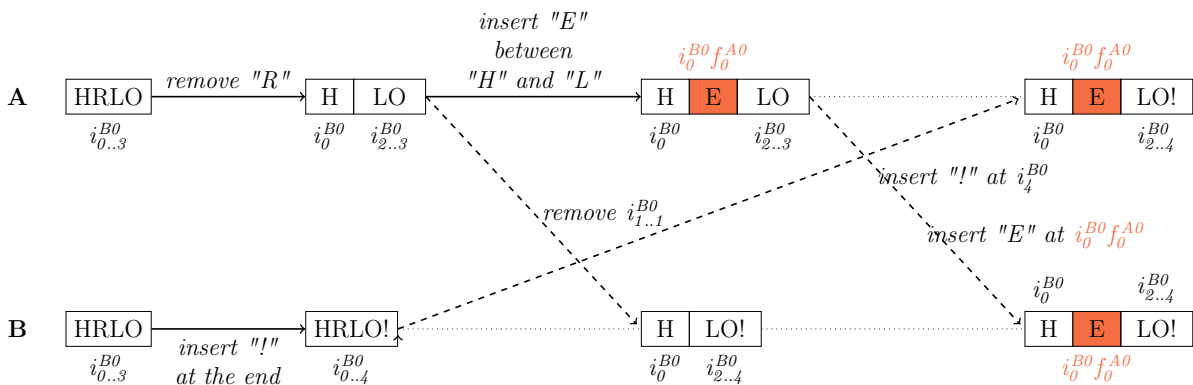 insert "E"
between
"H" and "L"
remove "R"
i_0^{B0} f_0^{A0}
i_0^{B0} f_0^{A0}
A
HRLO
H LO
H E LO
H E LO!
i_{0..3}^{B0}
i_0^{B0} i_{2..3}^{B0}
i_0^{B0} i_{2..3}^{B0}
i_0^{B0} i_{2..4}^{B0}
insert "!" at i_4^{B0}
remove i_{1..1}^{B0}
insert "E" at i_0^{B0} f_0^{A0}
i_0^{B0} i_{2..4}^{B0}
B
HRLO
HRLO!
H LO!
H E LO!
i_{0..3}^{B0}
insert "!"
at the end
i_{0..4}^{B0}
i_0^{B0} i_{2..4}^{B0}
i_0^{B0} f_0^{A0}